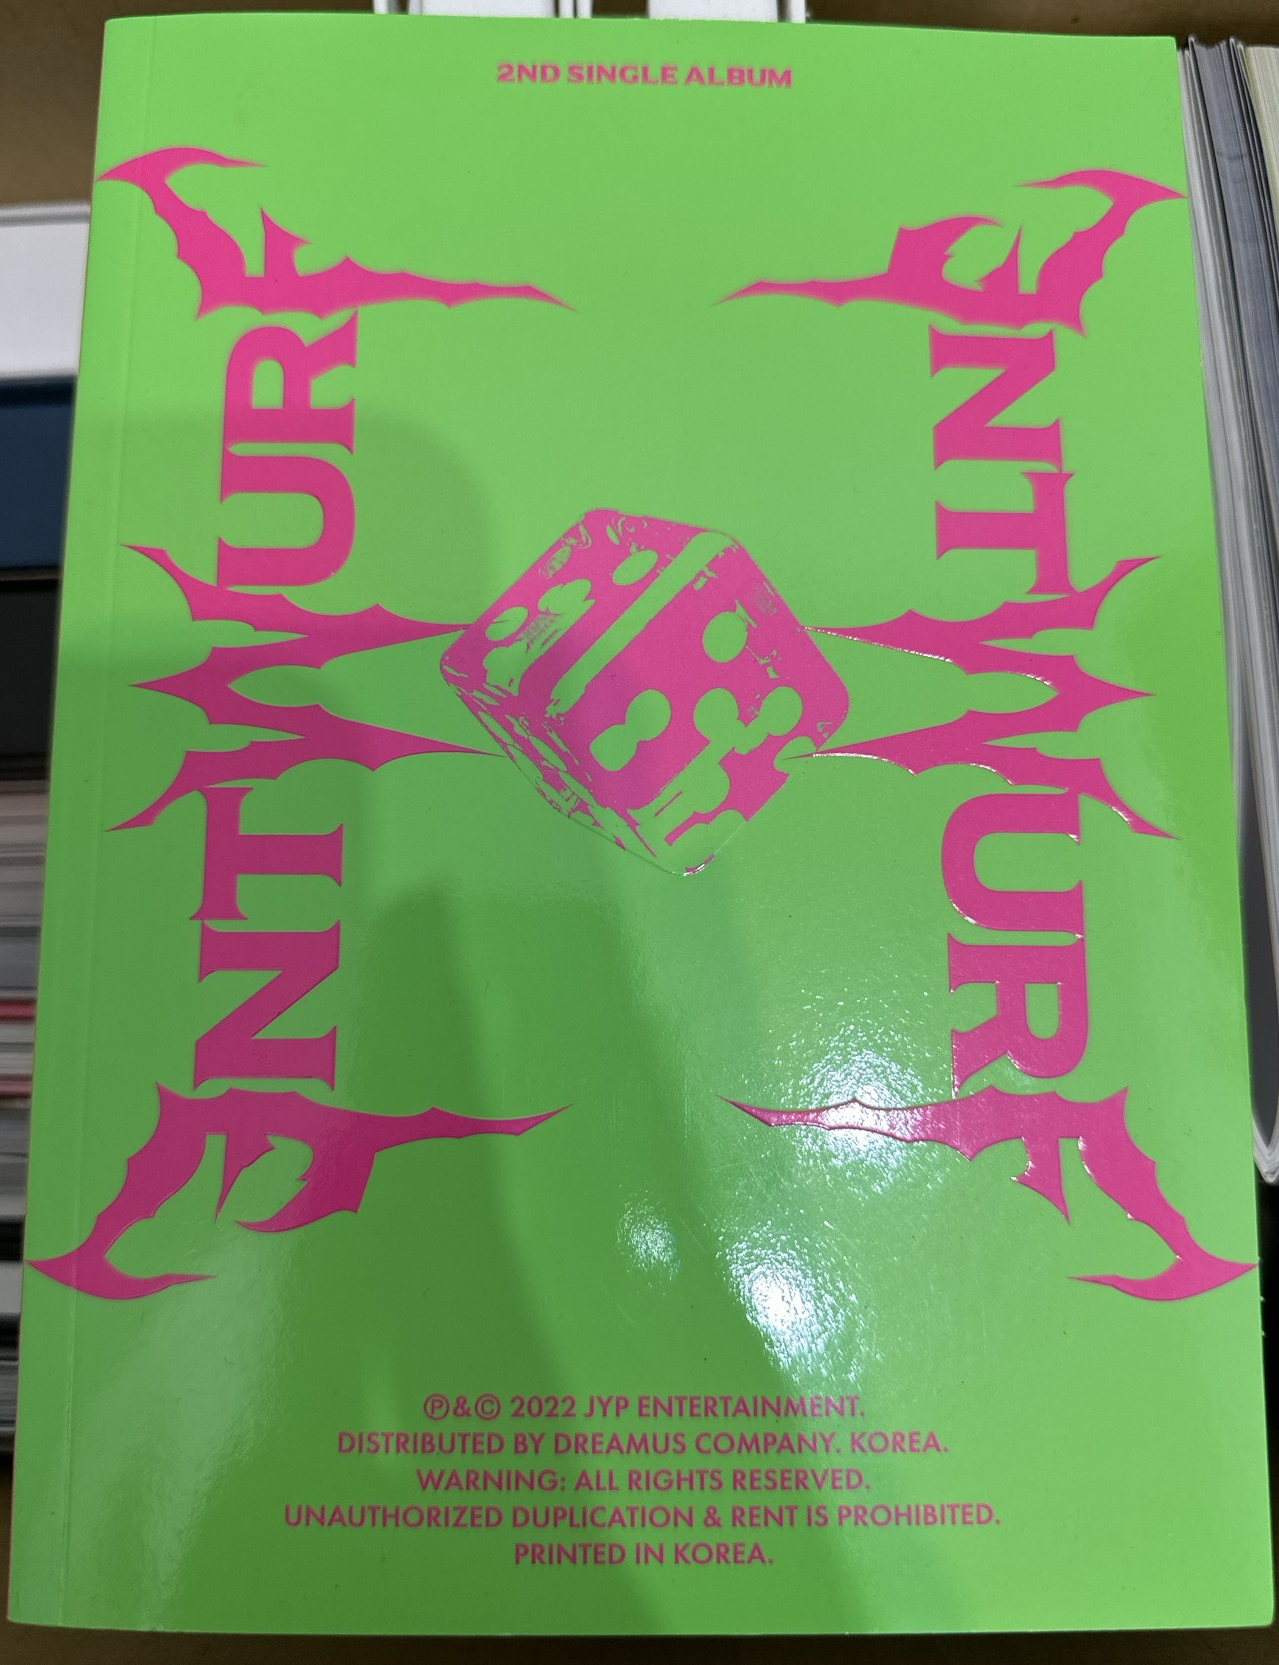 2ND SINGLE ALBUM
ENTWURF
ENTWURF
Ⓟ&© 2022 JYP ENTERTAINMENT.
DISTRIBUTED BY DREAMUS COMPANY. KOREA.
WARNING: ALL RIGHTS RESERVED.
UNAUTHORIZED DUPLICATION & RENT IS PROHIBITED.
PRINTED IN KOREA.